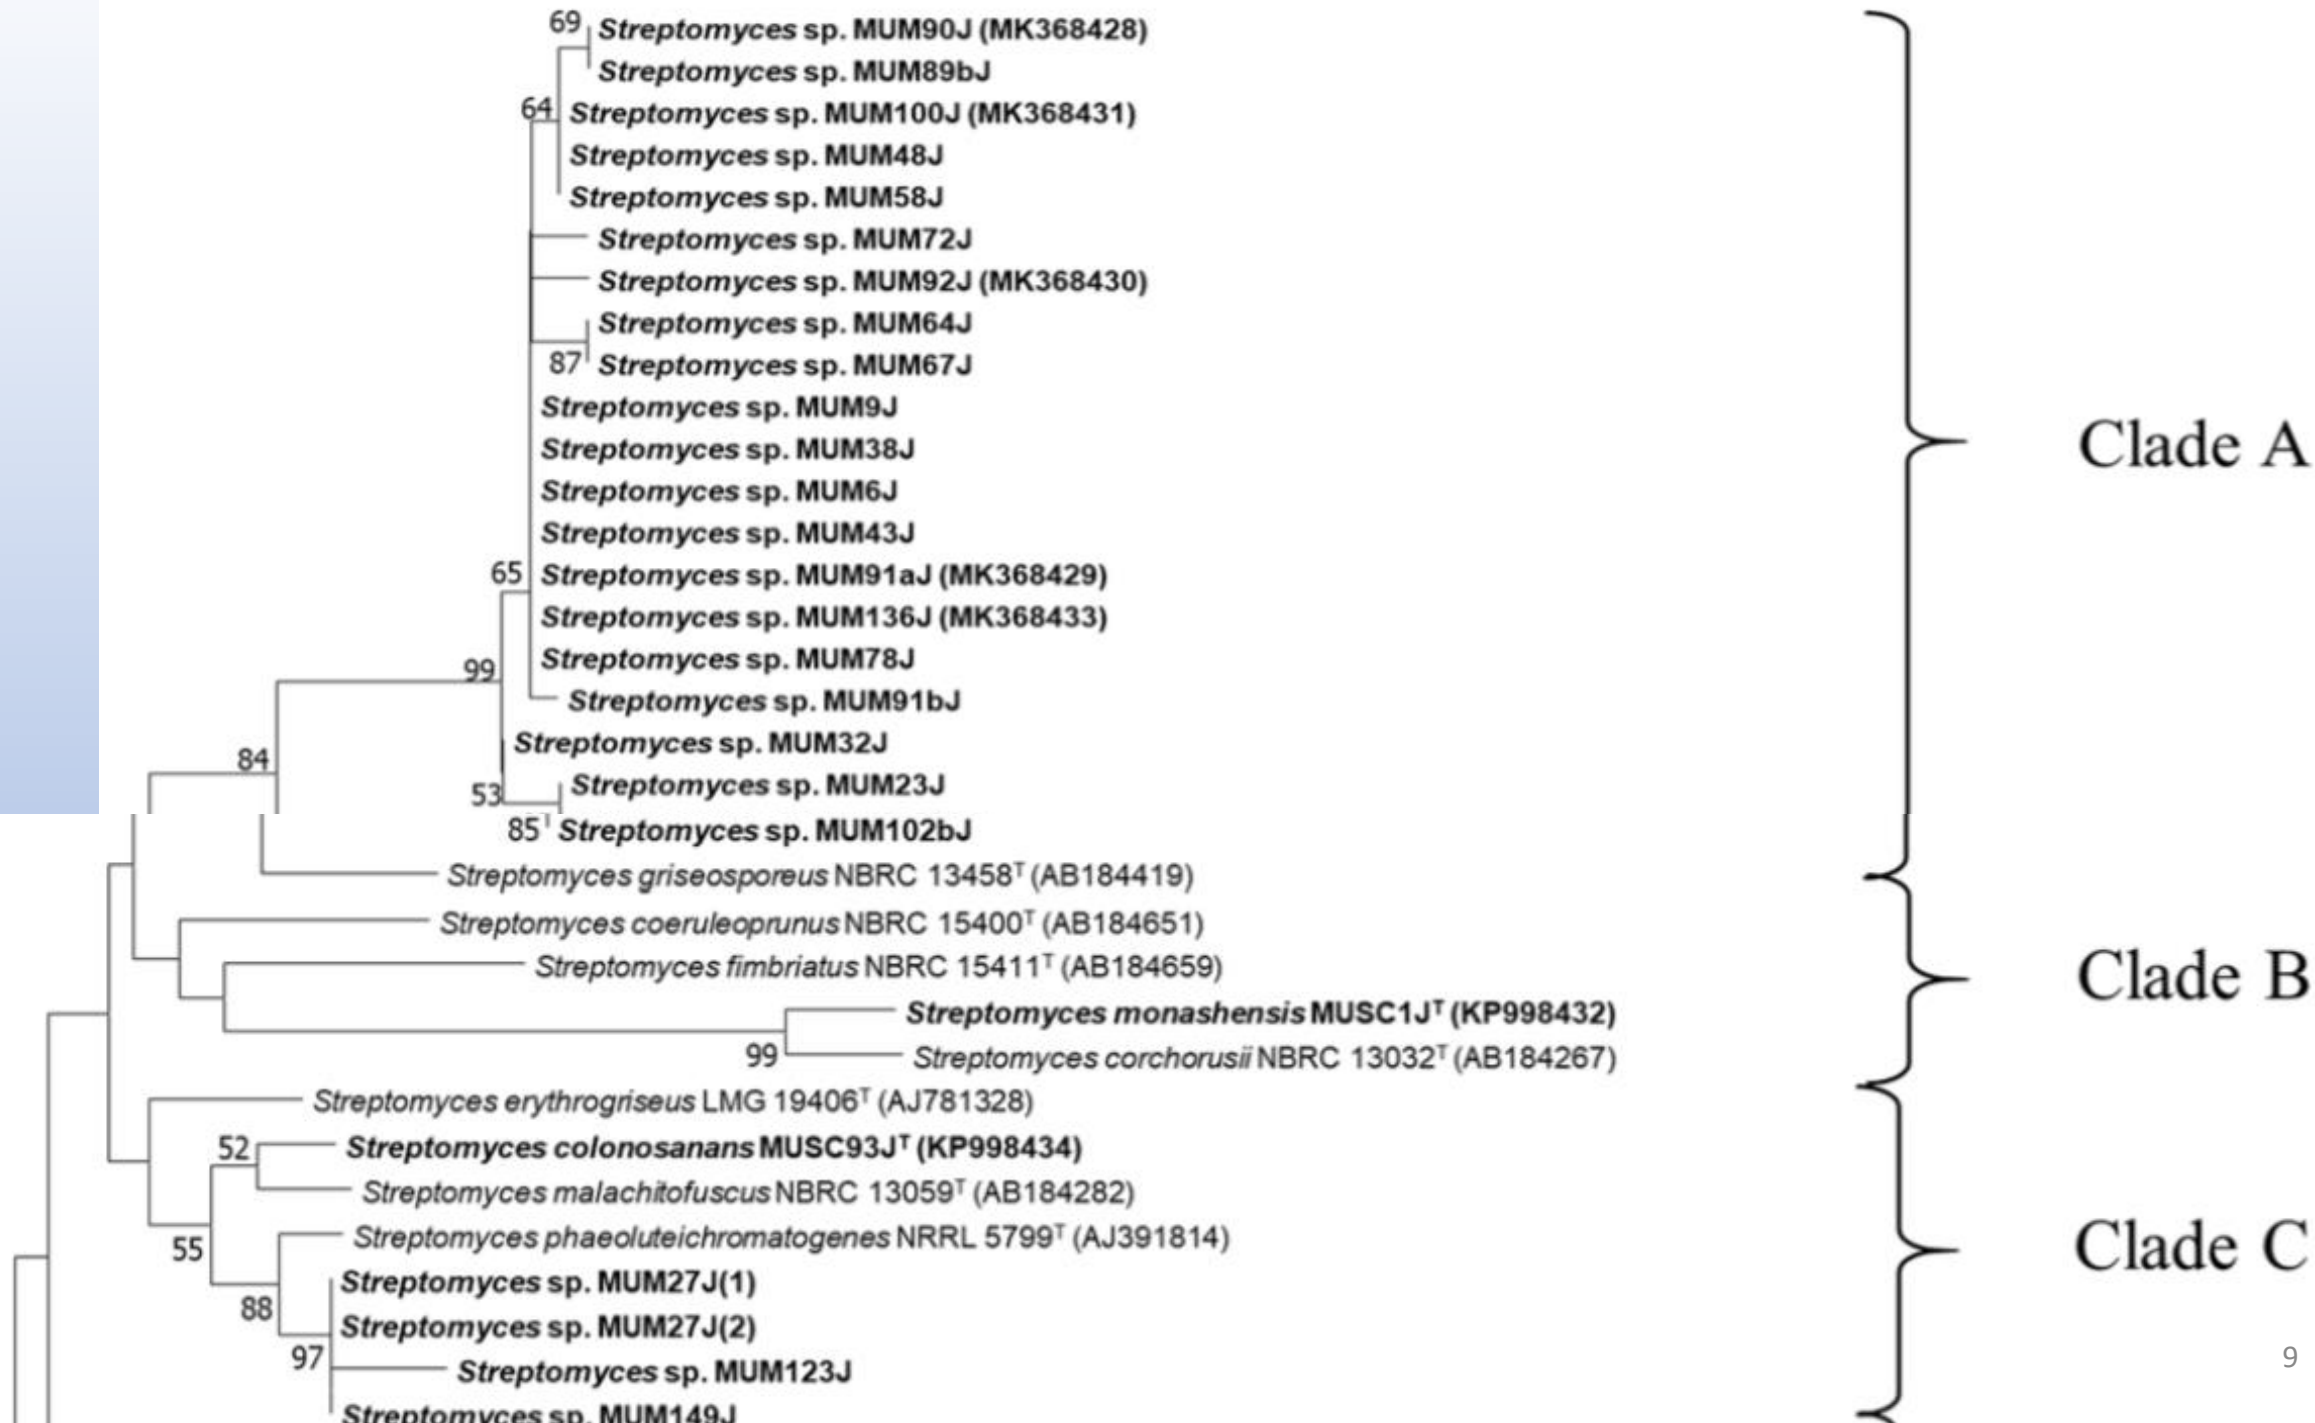 69
Streptomyces sp. MUM90J (MK368428)
Streptomyces sp. MUM89bJ
64
Streptomyces sp. MUM100J (MK368431)
Streptomyces sp. MUM48J
Streptomyces sp. MUM58J
Streptomyces sp. MUM72J
Streptomyces sp. MUM92J (MK368430)
Streptomyces sp. MUM64J
87
Streptomyces sp. MUM67J
Streptomyces sp. MUM9J
Streptomyces sp. MUM38J
Clade A
Streptomyces sp. MUM6J
Streptomyces sp. MUM43J
65
Streptomyces sp. MUM91aJ (MK368429)
Streptomyces sp. MUM136J (MK368433)
Streptomyces sp. MUM78J
99
Streptomyces sp. MUM91bJ
Streptomyces sp. MUM32J
84
Streptomyces sp. MUM23J
53
85
Streptomyces sp. MUM102bJ
Streptomyces griseosporeus NBRC 13458ᵀ (AB184419)
Streptomyces coeruleoprunus NBRC 15400ᵀ (AB184651)
Streptomyces fimbriatus NBRC 15411ᵀ (AB184659)
Clade B
Streptomyces monashensis MUSC1Jᵀ (KP998432)
99
Streptomyces corchorusii NBRC 13032ᵀ (AB184267)
Streptomyces erythrogriseus LMG 19406ᵀ (AJ781328)
52
Streptomyces colonosanans MUSC93Jᵀ (KP998434)
Streptomyces malachitofuscus NBRC 13059ᵀ (AB184282)
Streptomyces phaeoluteichromatogenes NRRL 5799ᵀ (AJ391814)
55
Clade C
Streptomyces sp. MUM27J(1)
88
Streptomyces sp. MUM27J(2)
97
Streptomyces sp. MUM123J
9
Streptomyces sp. MUM149J